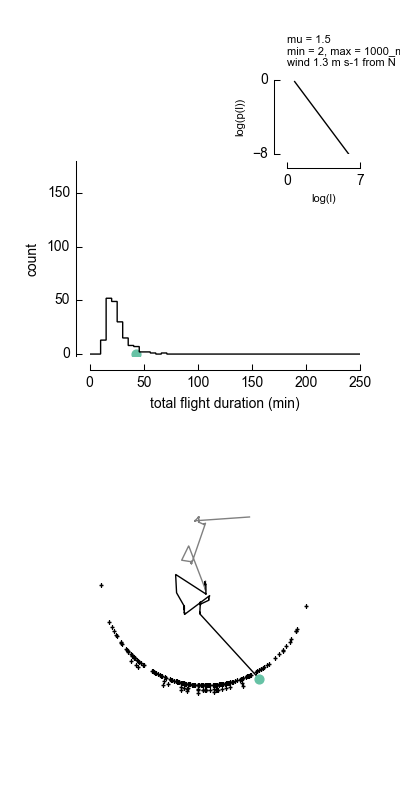 mu = 1.5
min = 2, max = 1000_m
wind 1.3 m s-1 from N
0
−8
log(p(l))
0
7
log(l)
150
100
50
0
count
0
50
100
150
200
250
total flight duration (min)